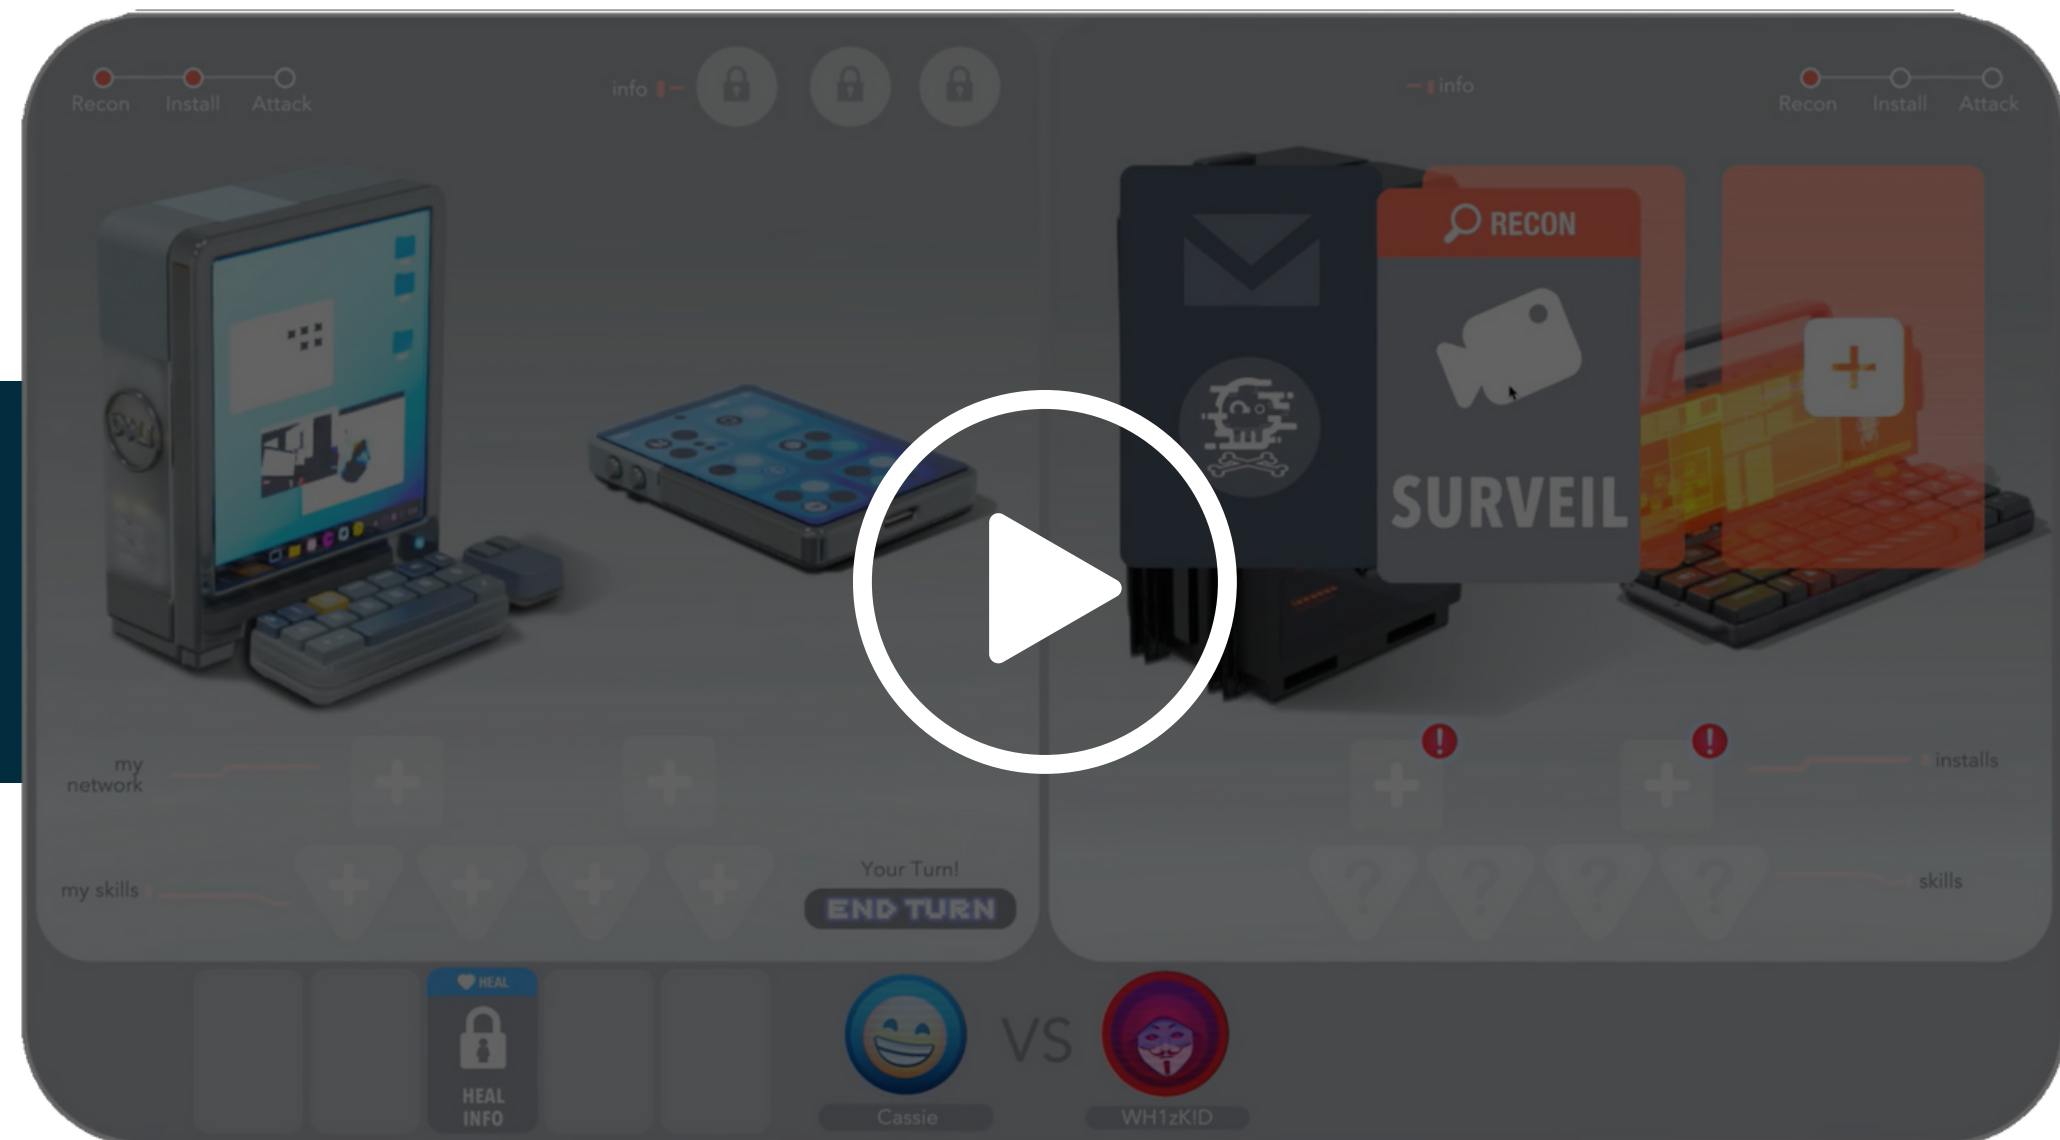 Recon
Install
Attack
info
info
Recon
Install
Attack
RECON
SURVEIL
DELL
my
network
installs
my skills
Your Turn!
END TURN
skills
HEAL
HEAL
INFO
Cassie
VS
WH1zK!D